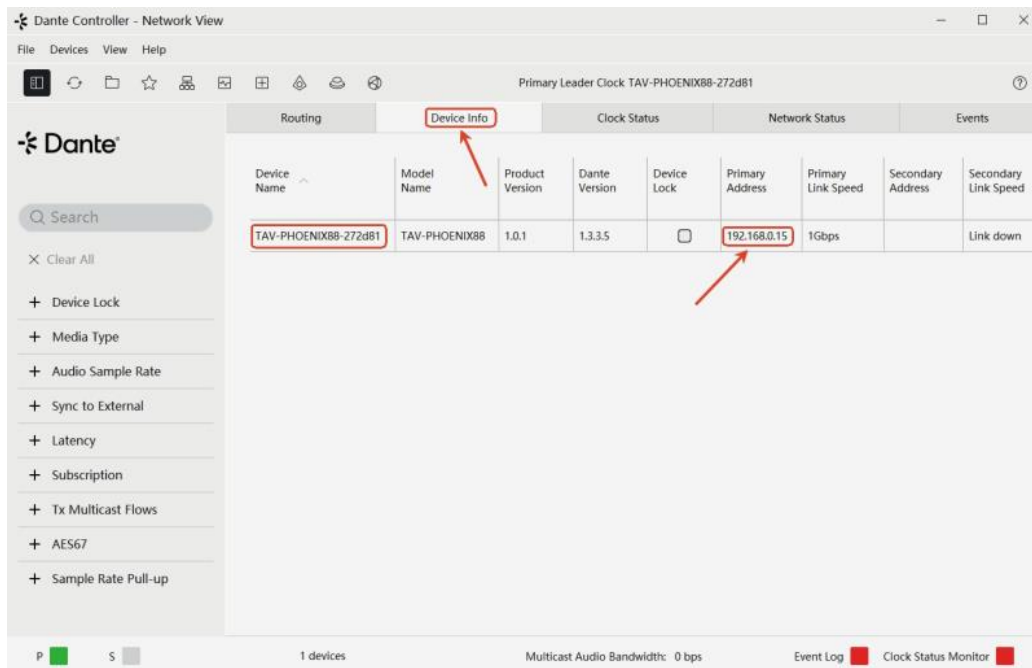 Dante Controller - Network View
File Devices View Help
Primary Leader Clock TAV-PHOENIX88-272d81
Routing Device Info Clock Status Network Status Events
Dante®
Search
Clear All
+ Device Lock
+ Media Type
+ Audio Sample Rate
+ Sync to External
+ Latency
+ Subscription
+ Tx Multicast Flows
+ AES67
+ Sample Rate Pull-up
Device Model Product Dante Device Primary Primary Secondary Secondary
Name Name Version Version Lock Address Link Speed Address Link Speed
TAV-PHOENIX88-272d81 TAV-PHOENIX88 1.0.1 1.3.3.5 192.168.0.15 1Gbps Link down
P S 1 devices Multicast Audio Bandwidth: 0 bps Event Log Clock Status Monitor